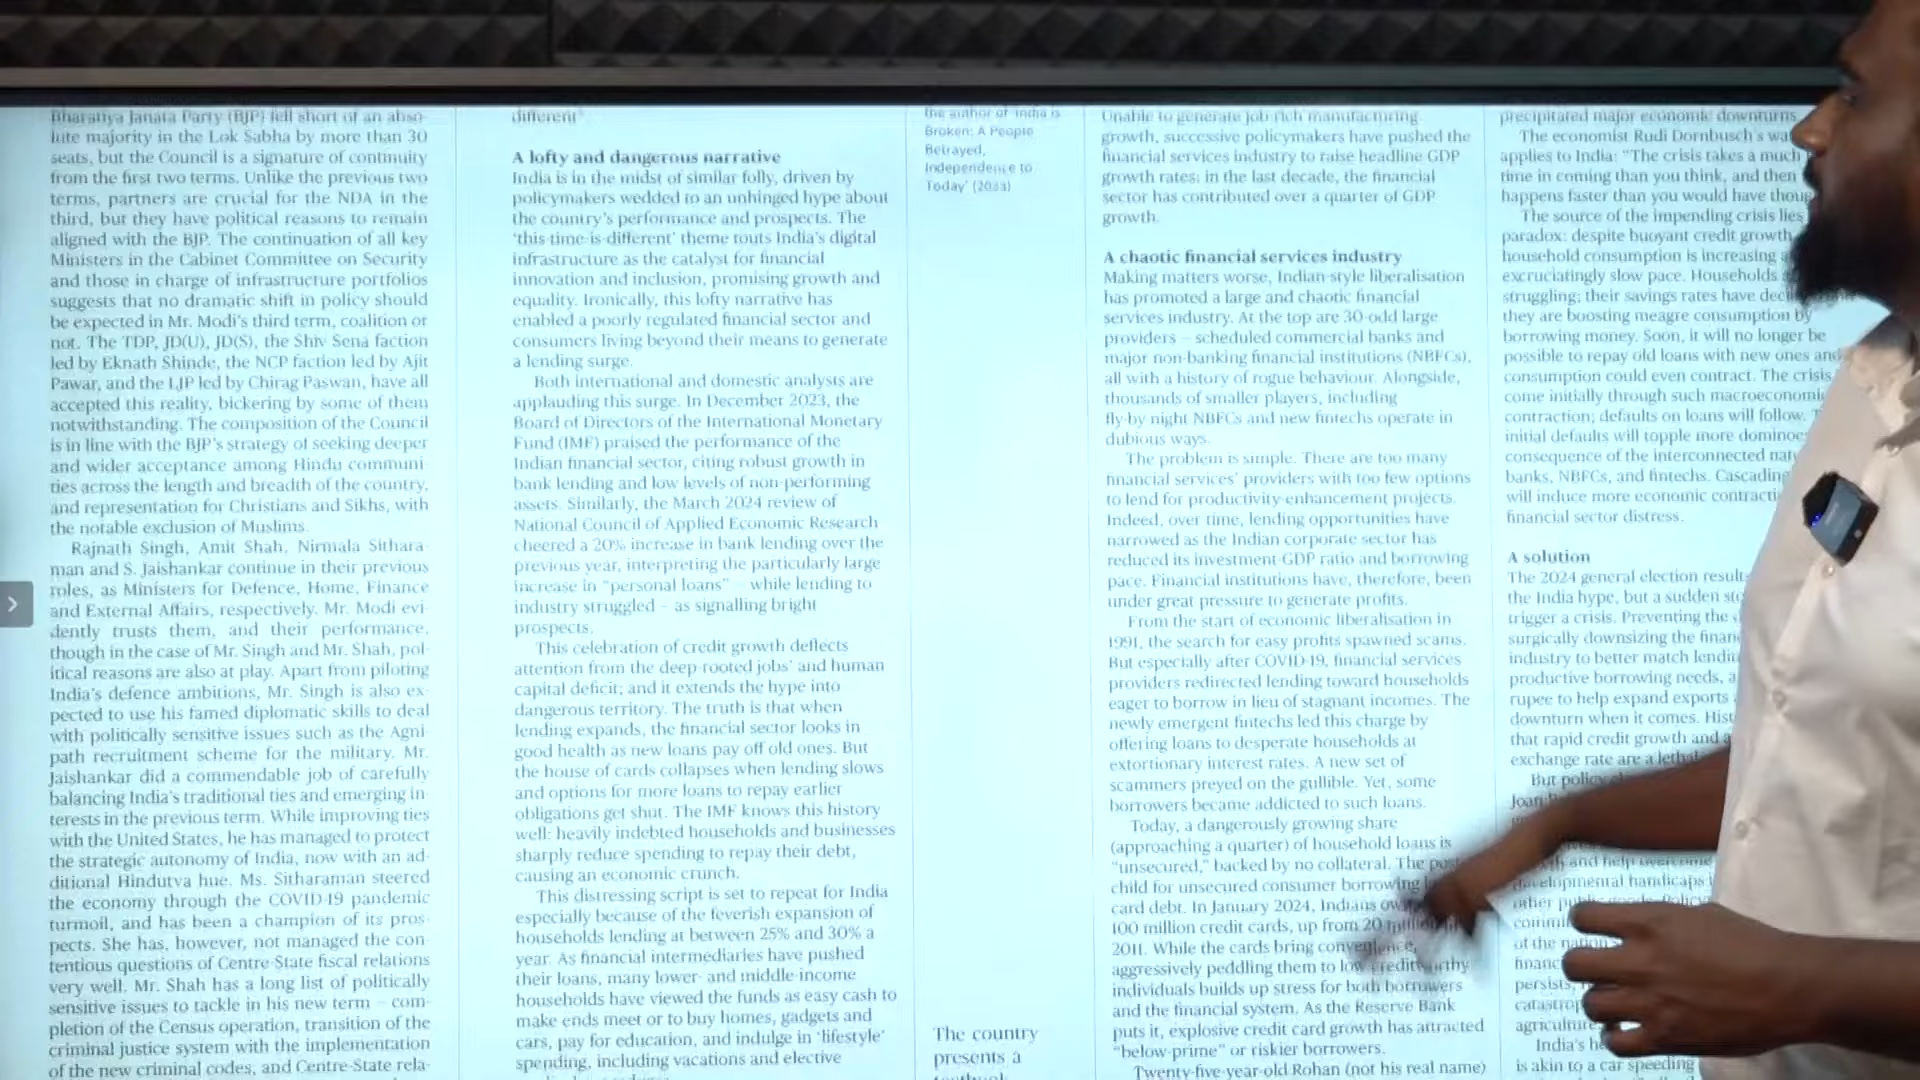 Bharatiya Janata Party (BJP) fell short of an abso-
lute majority in the Lok Sabha by more than 30
seats, but the Council is a signature of continuity
from the first two terms. Unlike the previous two
terms, partners are crucial for the NDA in the
third, but they have political reasons to remain
aligned with the BJP. The continuation of all key
Ministers in the Cabinet Committee on Security
and those in charge of infrastructure portfolios
suggests that no dramatic shift in policy should
be expected in Mr. Modi's third term, coalition or
not. The TDP, JD(U), JD(S), the Shiv Sena faction
led by Eknath Shinde, the NCP faction led by Ajit
Pawar, and the LJP led by Chirag Paswan, have all
accepted this reality, bickering by some of them
notwithstanding. The composition of the Council
is in line with the BJP's strategy of seeking deeper
and wider acceptance among Hindu communi-
ties across the length and breadth of the country,
and representation for Christians and Sikhs, with
the notable exclusion of Muslims.
Rajnath Singh, Amit Shah, Nirmala Sithara-
man and S. Jaishankar continue in their previous
roles, as Ministers for Defence, Home, Finance
and External Affairs, respectively. Mr. Modi evi-
dently trusts them, and their performance,
though in the case of Mr. Singh and Mr. Shah, pol-
itical reasons are also at play. Apart from piloting
India's defence ambitions, Mr. Singh is also ex-
pected to use his famed diplomatic skills to deal
with politically sensitive issues such as the Agni-
path recruitment scheme for the military. Mr.
Jaishankar did a commendable job of carefully
balancing India's traditional ties and emerging in-
terests in the previous term. While improving ties
with the United States, he has managed to protect
the strategic autonomy of India, now with an ad-
ditional Hindutva hue. Ms. Sitharaman steered
the economy through the COVID-19 pandemic
turmoil, and has been a champion of its pros-
pects. She has, however, not managed the con-
tentious questions of Centre-State fiscal relations
very well. Mr. Shah has a long list of politically
sensitive issues to tackle in his new term – com-
pletion of the Census operation, transition of the
criminal justice system with the implementation
of the new criminal codes, and Centre-State rela-
different'
A lofty and dangerous narrative
India is in the midst of similar folly, driven by
policymakers wedded to an unhinged hype about
the country's performance and prospects. The
'this-time-is-different' theme touts India's digital
infrastructure as the catalyst for financial
innovation and inclusion, promising growth and
equality. Ironically, this lofty narrative has
enabled a poorly regulated financial sector and
consumers living beyond their means to generate
a lending surge.
Both international and domestic analysts are
applauding this surge. In December 2023, the
Board of Directors of the International Monetary
Fund (IMF) praised the performance of the
Indian financial sector, citing robust growth in
bank lending and low levels of non-performing
assets. Similarly, the March 2024 review of
National Council of Applied Economic Research
cheered a 20% increase in bank lending over the
previous year, interpreting the particularly large
increase in "personal loans" – while lending to
industry struggled – as signalling bright
prospects.
This celebration of credit growth deflects
attention from the deep-rooted jobs' and human
capital deficit; and it extends the hype into
dangerous territory. The truth is that when
lending expands, the financial sector looks in
good health as new loans pay off old ones. But
the house of cards collapses when lending slows
and options for more loans to repay earlier
obligations get shut. The IMF knows this history
well: heavily indebted households and businesses
sharply reduce spending to repay their debt,
causing an economic crunch.
This distressing script is set to repeat for India
especially because of the feverish expansion of
households lending at between 25% and 30% a
year. As financial intermediaries have pushed
their loans, many lower- and middle-income
households have viewed the funds as easy cash to
make ends meet or to buy homes, gadgets and
cars, pay for education, and indulge in 'lifestyle'
spending, including vacations and elective
the author of 'India is
Broken: A People
Betrayed,
Independence to
Today' (2023)
The country
presents a
Unable to generate job-rich manufacturing
growth, successive policymakers have pushed the
financial services industry to raise headline GDP
growth rates: in the last decade, the financial
sector has contributed over a quarter of GDP
growth.
A chaotic financial services industry
Making matters worse, Indian-style liberalisation
has promoted a large and chaotic financial
services industry. At the top are 30-odd large
providers – scheduled commercial banks and
major non-banking financial institutions (NBFCs),
all with a history of rogue behaviour. Alongside,
thousands of smaller players, including
fly-by night NBFCs and new fintechs operate in
dubious ways.
The problem is simple. There are too many
financial services' providers with too few options
to lend for productivity-enhancement projects.
Indeed, over time, lending opportunities have
narrowed as the Indian corporate sector has
reduced its investment-GDP ratio and borrowing
pace. Financial institutions have, therefore, been
under great pressure to generate profits.
From the start of economic liberalisation in
1991, the search for easy profits spawned scams.
But especially after COVID-19, financial services
providers redirected lending toward households
eager to borrow in lieu of stagnant incomes. The
newly emergent fintechs led this charge by
offering loans to desperate households at
extortionary interest rates. A new set of
scammers preyed on the gullible. Yet, some
borrowers became addicted to such loans.
Today, a dangerously growing share
(approaching a quarter) of household loans is
"unsecured," backed by no collateral. The
child for unsecured consumer borrowing
card debt. In January 2024, Indians
100 million credit cards, up from 20
2011. While the cards bring convenience,
aggressively peddling them to low-creditworthy
individuals builds up stress for both borrowers
and the financial system. As the Reserve Bank
puts it, explosive credit card growth has attracted
"below-prime" or riskier borrowers.
Twenty-five-year-old Rohan (not his real name)
precipitated major economic downturns.
The economist Rudi Dornbusch's
applies to India: "The crisis takes a much
time in coming than you think, and then
happens faster than you would have
The source of the impending crisis lies
paradox: despite buoyant credit growth,
household consumption is increasing
excruciatingly slow pace. Households
struggling; their savings rates have
they are boosting meagre consumption by
borrowing money. Soon, it will no longer be
possible to repay old loans with new ones and
consumption could even contract. The crisis
come initially through such macroeconomic
contraction; defaults on loans will follow.
initial defaults will topple more
consequence of the interconnected
banks, NBFCs, and fintechs. Cascading
will induce more economic
financial sector distress.
A solution
The 2024 general election
the India hype, but a sudden
trigger a crisis. Preventing the
surgically downsizing the
industry to better match
productive borrowing needs,
rupee to help expand exports
downturn when it comes.
that rapid credit growth and
exchange rate are a
But
and help overcome
developmental handicaps
other public goods.
of the
persists,
India's
is akin to a car speeding